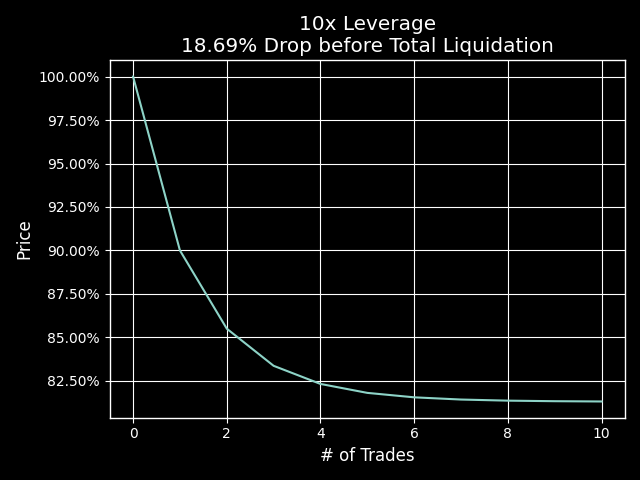 10x Leverage
18.69% Drop before Total Liquidation
100.00%
97.50%
95.00%
92.50%
90.00%
87.50%
85.00%
82.50%
Price
0 2 4 6 8 10
# of Trades